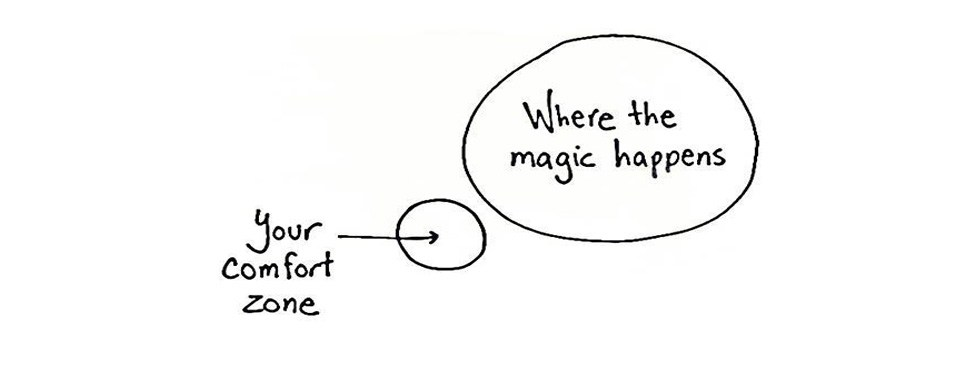 Where the
magic happens
Your
comfort
zone